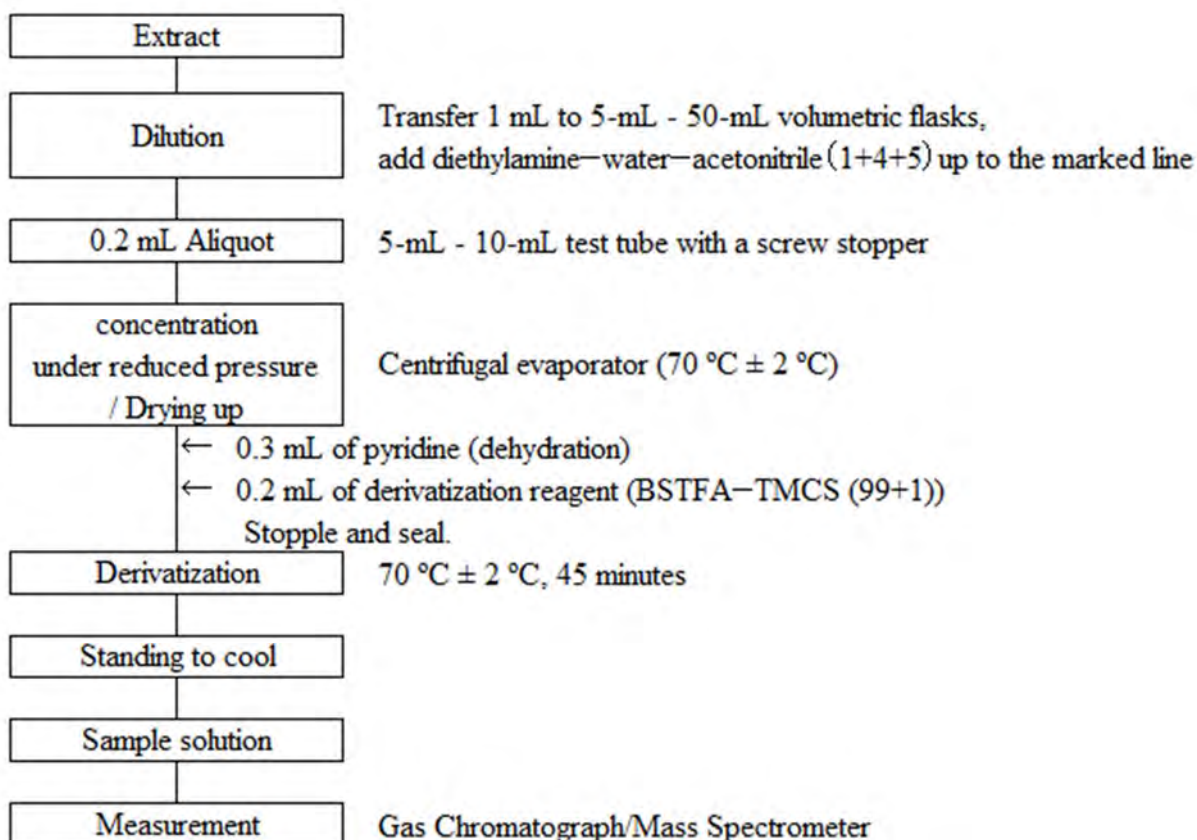 Extract
Dilution
Transfer 1 mL to 5-mL - 50-mL volumetric flasks,
add diethylamine−water−acetonitrile(1+4+5) up to the marked line
0.2 mL Aliquot
5-mL - 10-mL test tube with a screw stopper
concentration
under reduced pressure
/ Drying up
Centrifugal evaporator (70 ºC ± 2 ºC)
← 0.3 mL of pyridine (dehydration)
← 0.2 mL of derivatization reagent (BSTFA−TMCS (99+1))
Stopple and seal.
Derivatization
70 ºC ± 2 ºC, 45 minutes
Standing to cool
Sample solution
Measurement
Gas Chromatograph/Mass Spectrometer